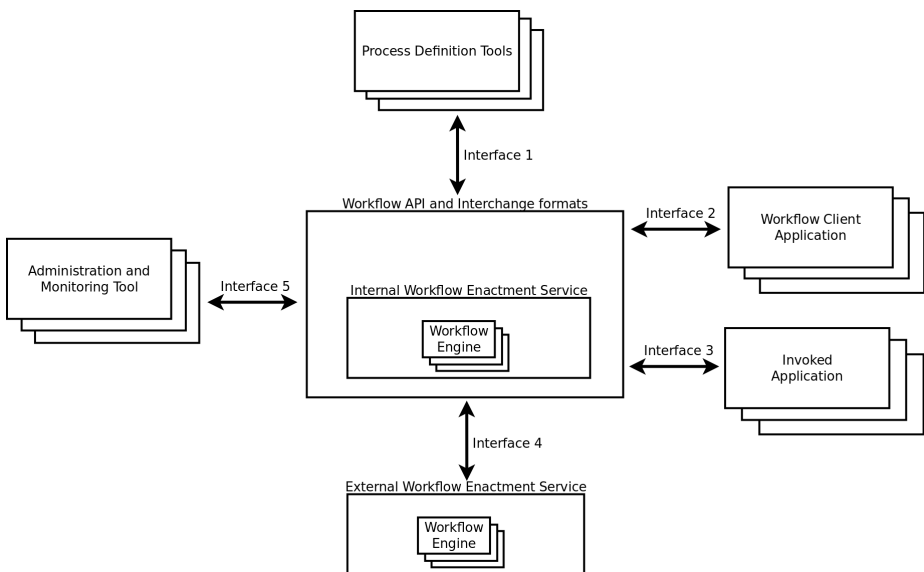 Process Definition Tools
Interface 1
Workflow API and Interchange formats
Interface 2
Workflow Client
Application
Administration and
Monitoring Tool
Interface 5
Internal Workflow Enactment Service
Workflow
Engine
Interface 3
Invoked
Application
Interface 4
External Workflow Enactment Service
Workflow
Engine